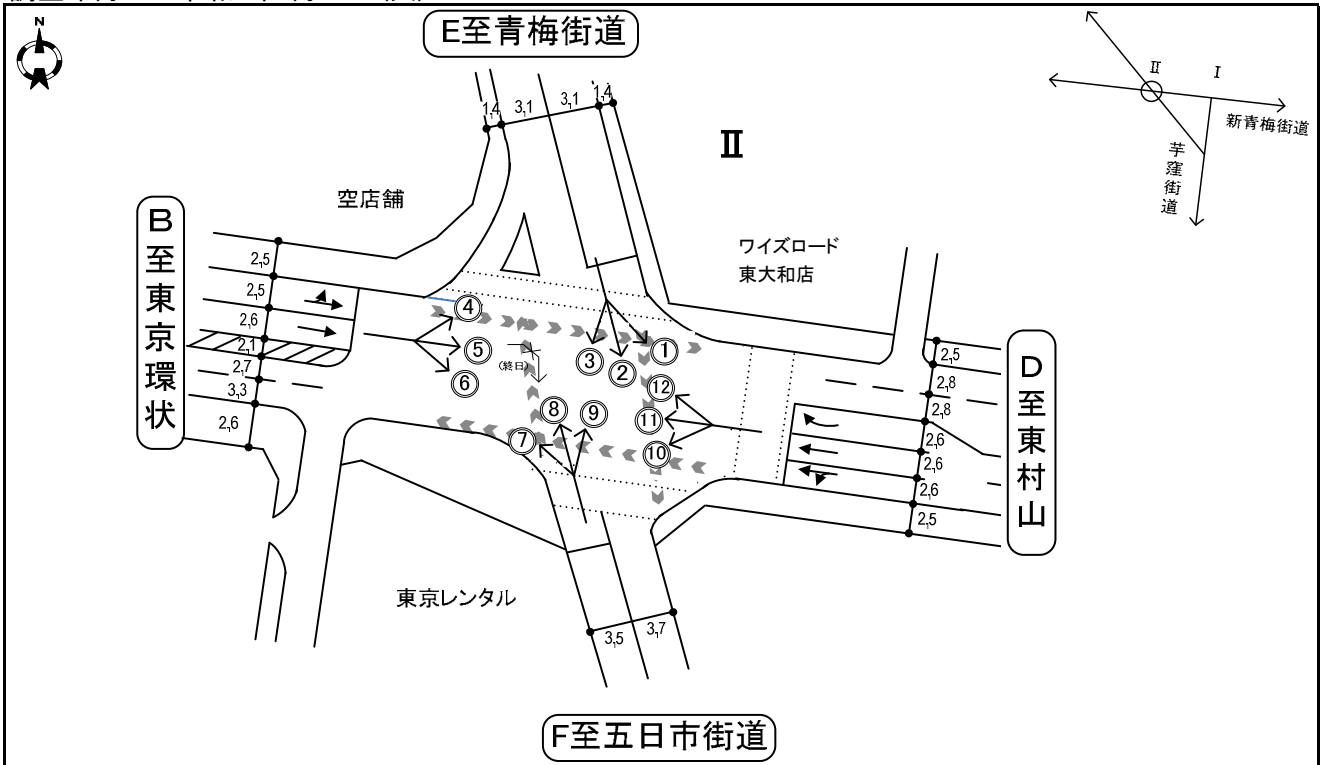 E至青梅街道
N
1,4
3,1
3,1
1,4
Ⅱ
Ⅱ
Ⅰ
新青梅街道
芋窪街道
空店舗
ワイズロード
東大和店
B至東京環状
2,5
2,5
2,6
2,1
2,7
3,3
2,6
④
⑤
⑥
(終日)
③
②
①
⑫
⑪
⑩
⑧
⑨
⑦
2,5
2,8
2,8
2,6
2,6
2,6
2,5
D至東村山
東京レンタル
3,5
3,7
F至五日市街道